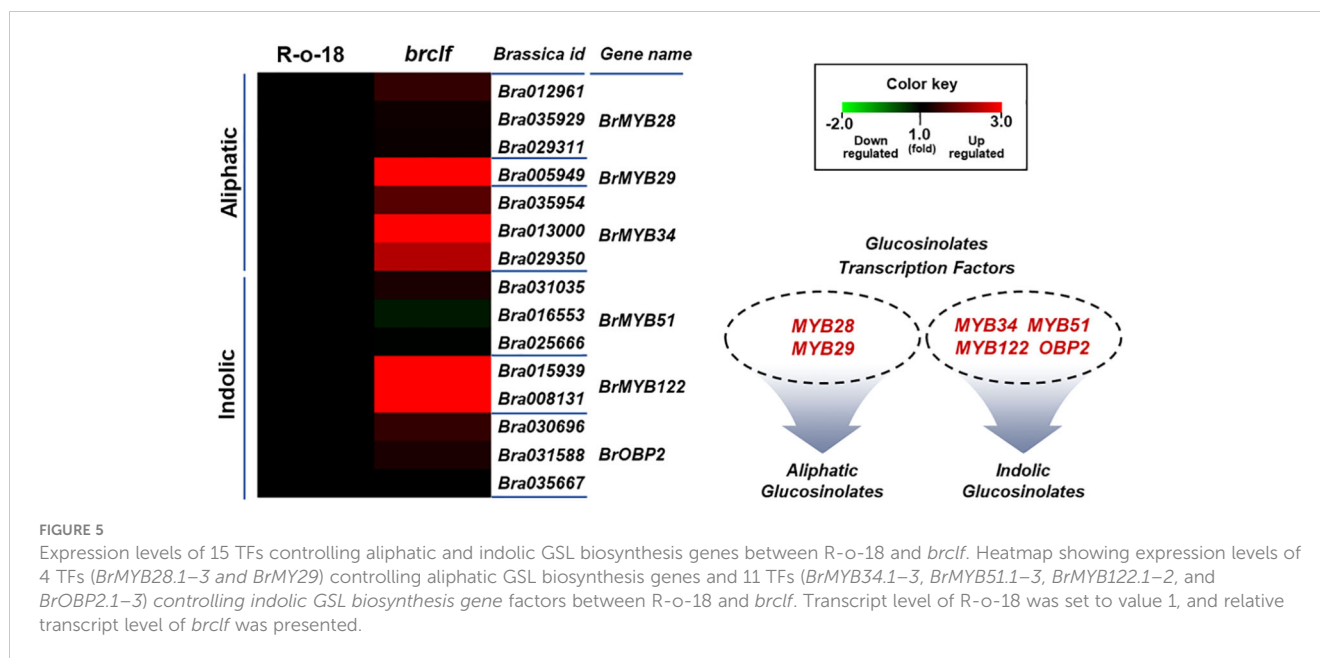 R-o-18 brclf Brassica id Gene name
Aliphatic
Indolic
Bra012961
Bra035929
Bra029311
BrMYB28
Bra005949
BrMYB29
Bra035954
Bra013000
Bra029350
BrMYB34
Bra031035
Bra016553
Bra025666
BrMYB51
Bra015939
Bra008131
BrMYB122
Bra030696
Bra031588
Bra035667
BrOBP2
Color key
-2.0 1.0 3.0
(fold)
Down
regulated
Up
regulated
Glucosinolates
Transcription Factors
MYB28
MYB29
MYB34 MYB51
MYB122 OBP2
Aliphatic
Glucosinolates
Indolic
Glucosinolates
FIGURE 5
Expression levels of 15 TFs controlling aliphatic and indolic GSL biosynthesis genes between R-o-18 and brclf. Heatmap showing expression levels of
4 TFs (BrMYB28.1–3 and BrMY29) controlling aliphatic GSL biosynthesis genes and 11 TFs (BrMYB34.1–3, BrMYB51.1–3, BrMYB122.1–2, and
BrOBP2.1–3) controlling indolic GSL biosynthesis gene factors between R-o-18 and brclf. Transcript level of R-o-18 was set to value 1, and relative
transcript level of brclf was presented.